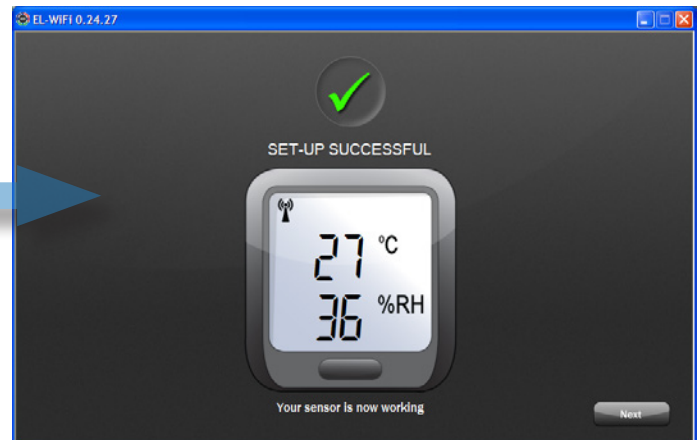 EL-WiFi 0.24.27
SET-UP SUCCESSFUL
27 °C
36 %RH
Your sensor is now working
Next